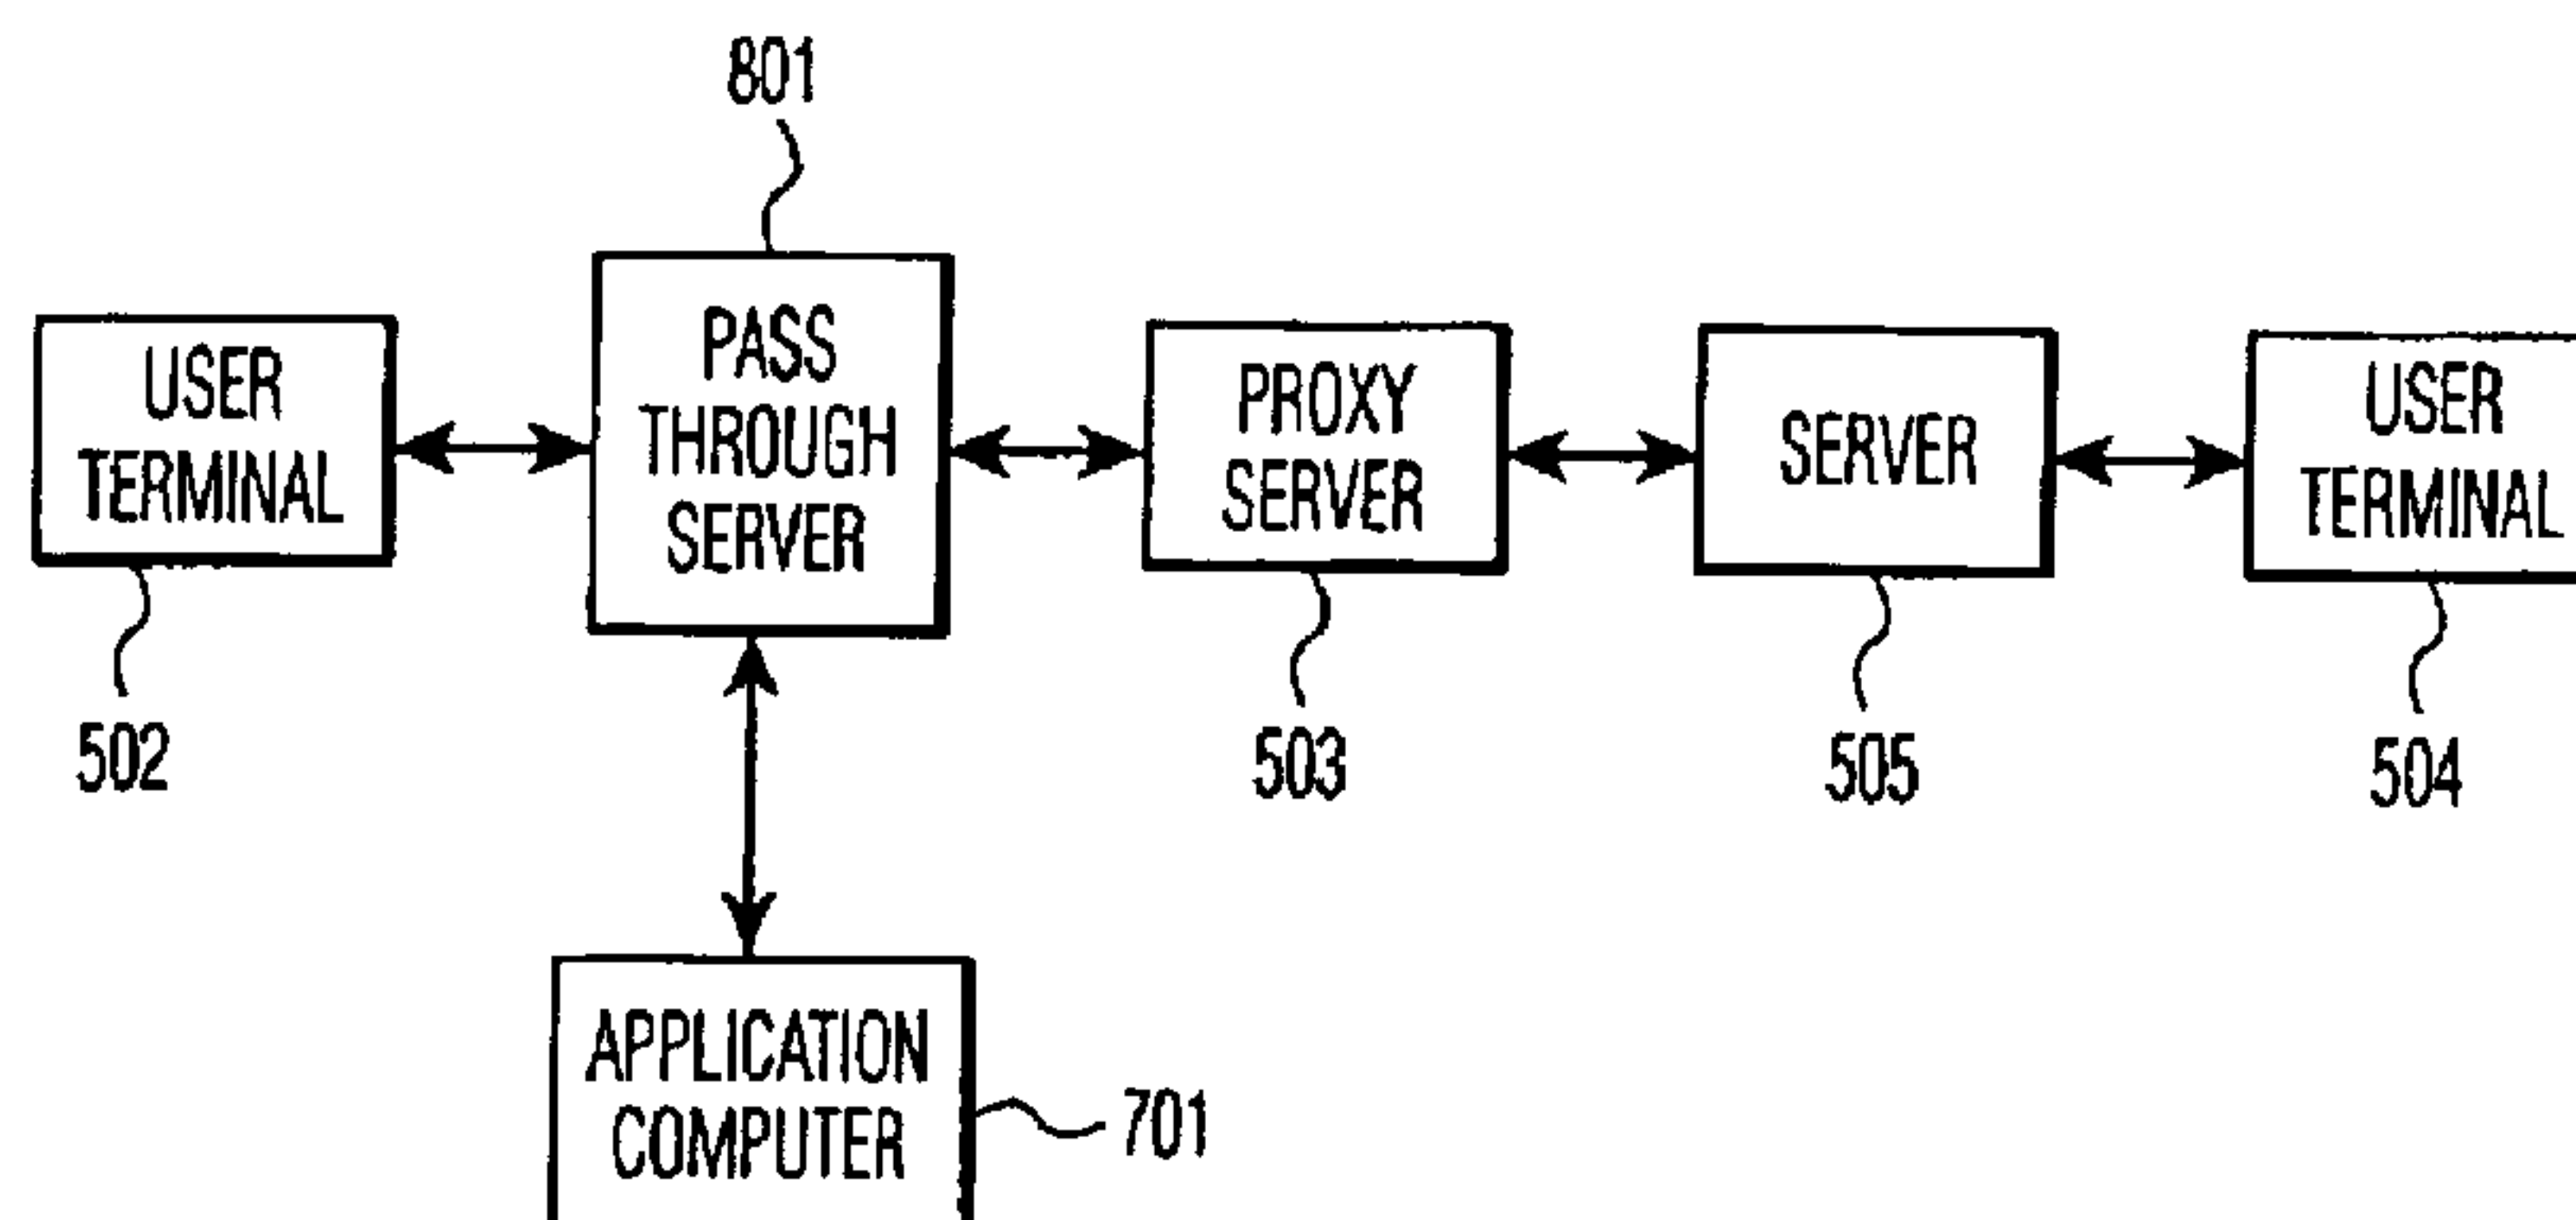 801
USER
TERMINAL
PASS
THROUGH
SERVER
PROXY
SERVER
SERVER
USER
TERMINAL
502
503
505
504
APPLICATION
COMPUTER
701